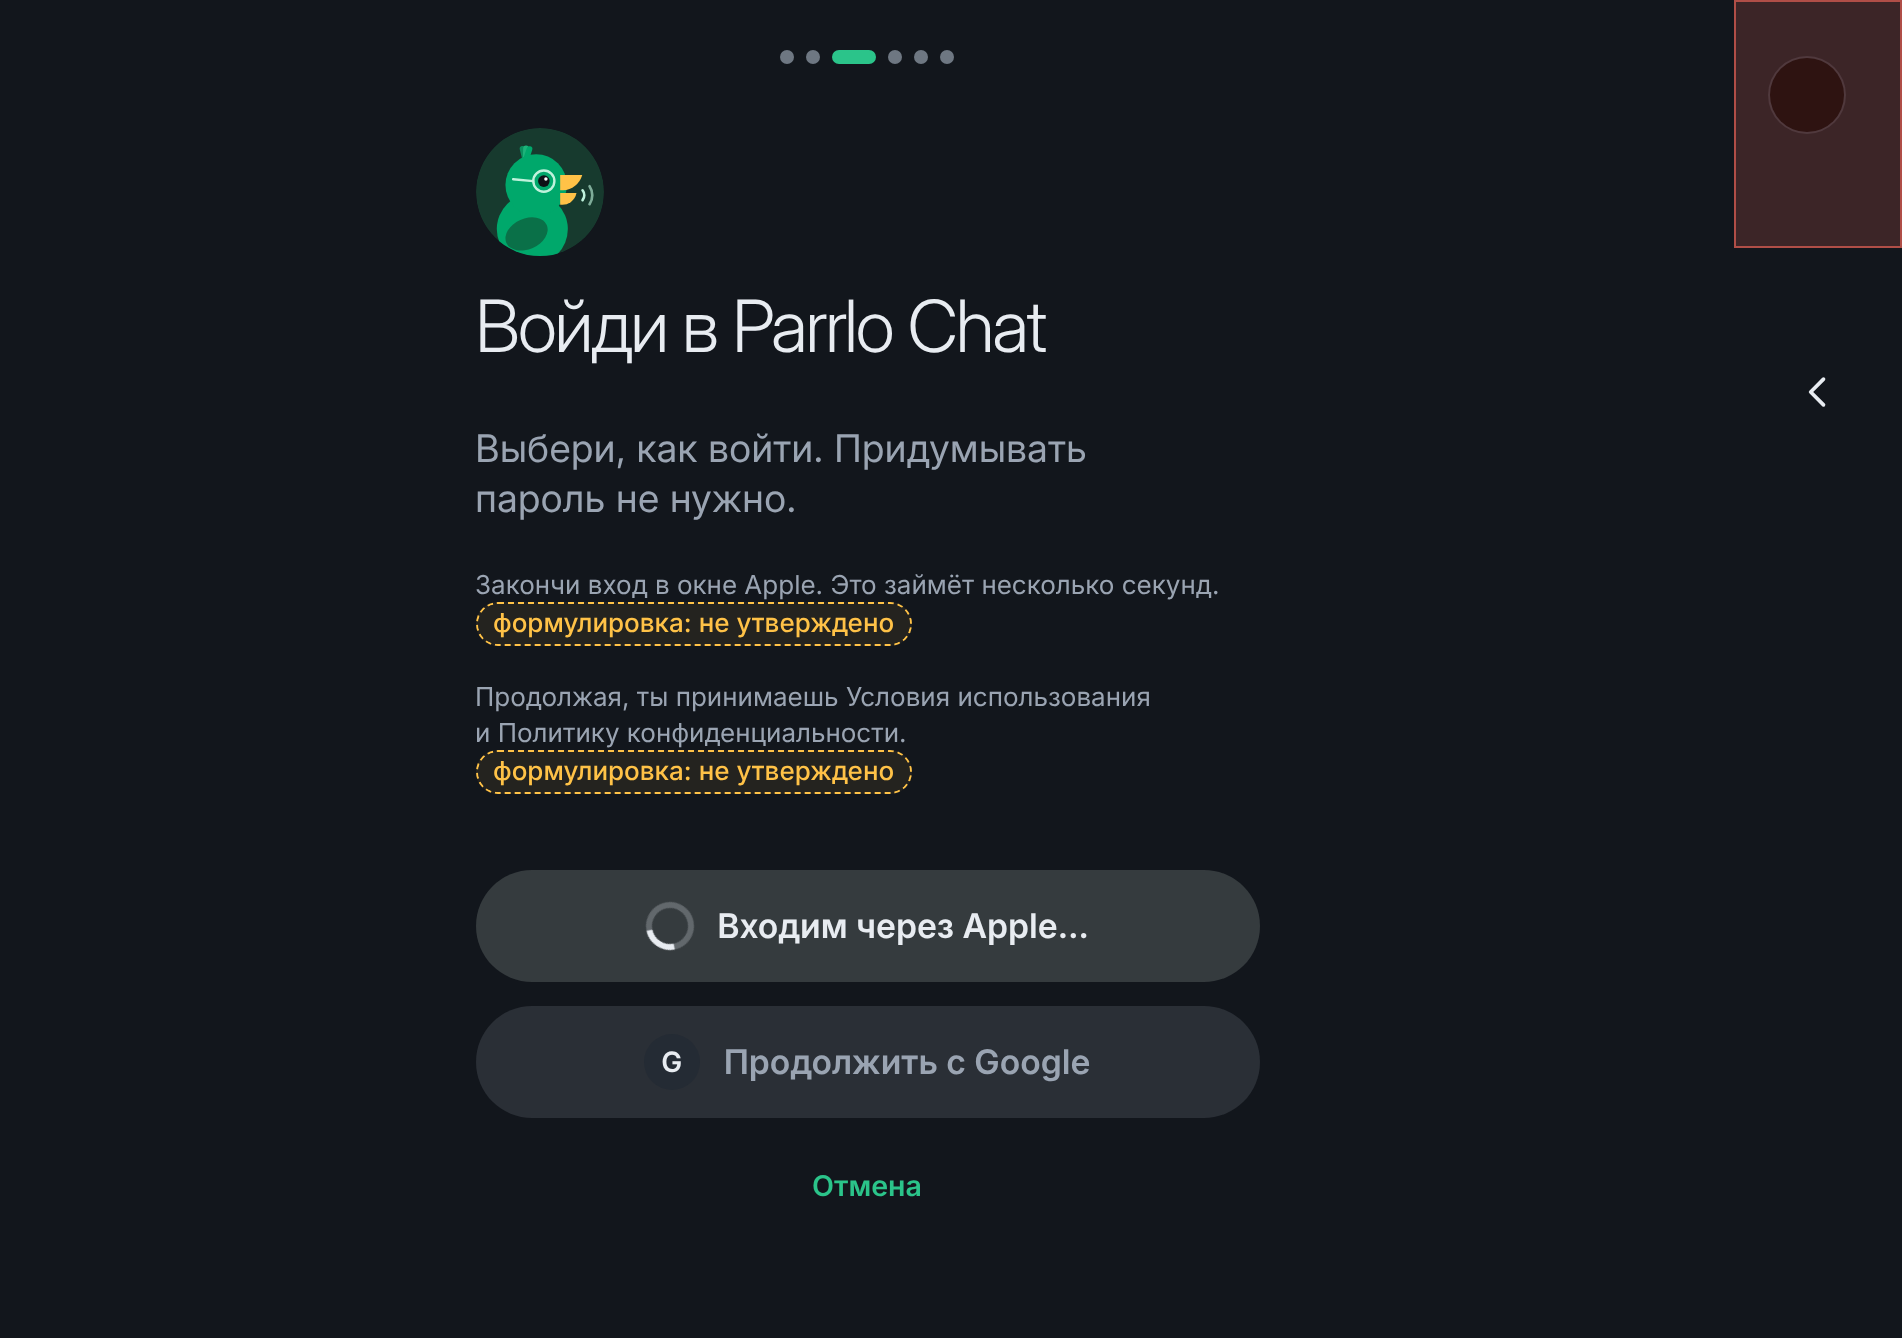 Войди в Parrlo Chat
Выбери, как войти. Придумывать
пароль не нужно.
Закончи вход в окне Apple. Это займёт несколько секунд.
формулировка: не утверждено
Продолжая, ты принимаешь Условия использования
и Политику конфиденциальности.
формулировка: не утверждено
Входим через Apple...
G Продолжить с Google
Отмена